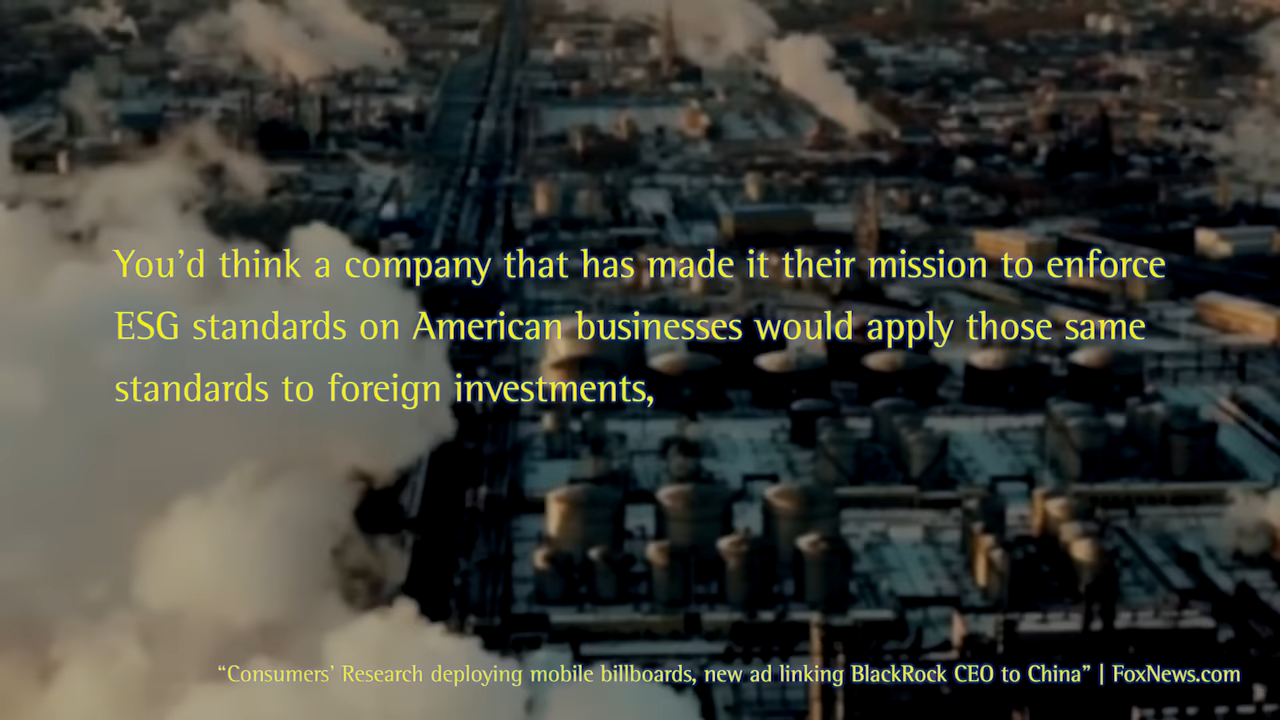 You’d think a company that has made it their mission to enforce
ESG standards on American businesses would apply those same
standards to foreign investments,
“Consumers’ Research deploying mobile billboards, new ad linking BlackRock CEO to China” | FoxNews.com